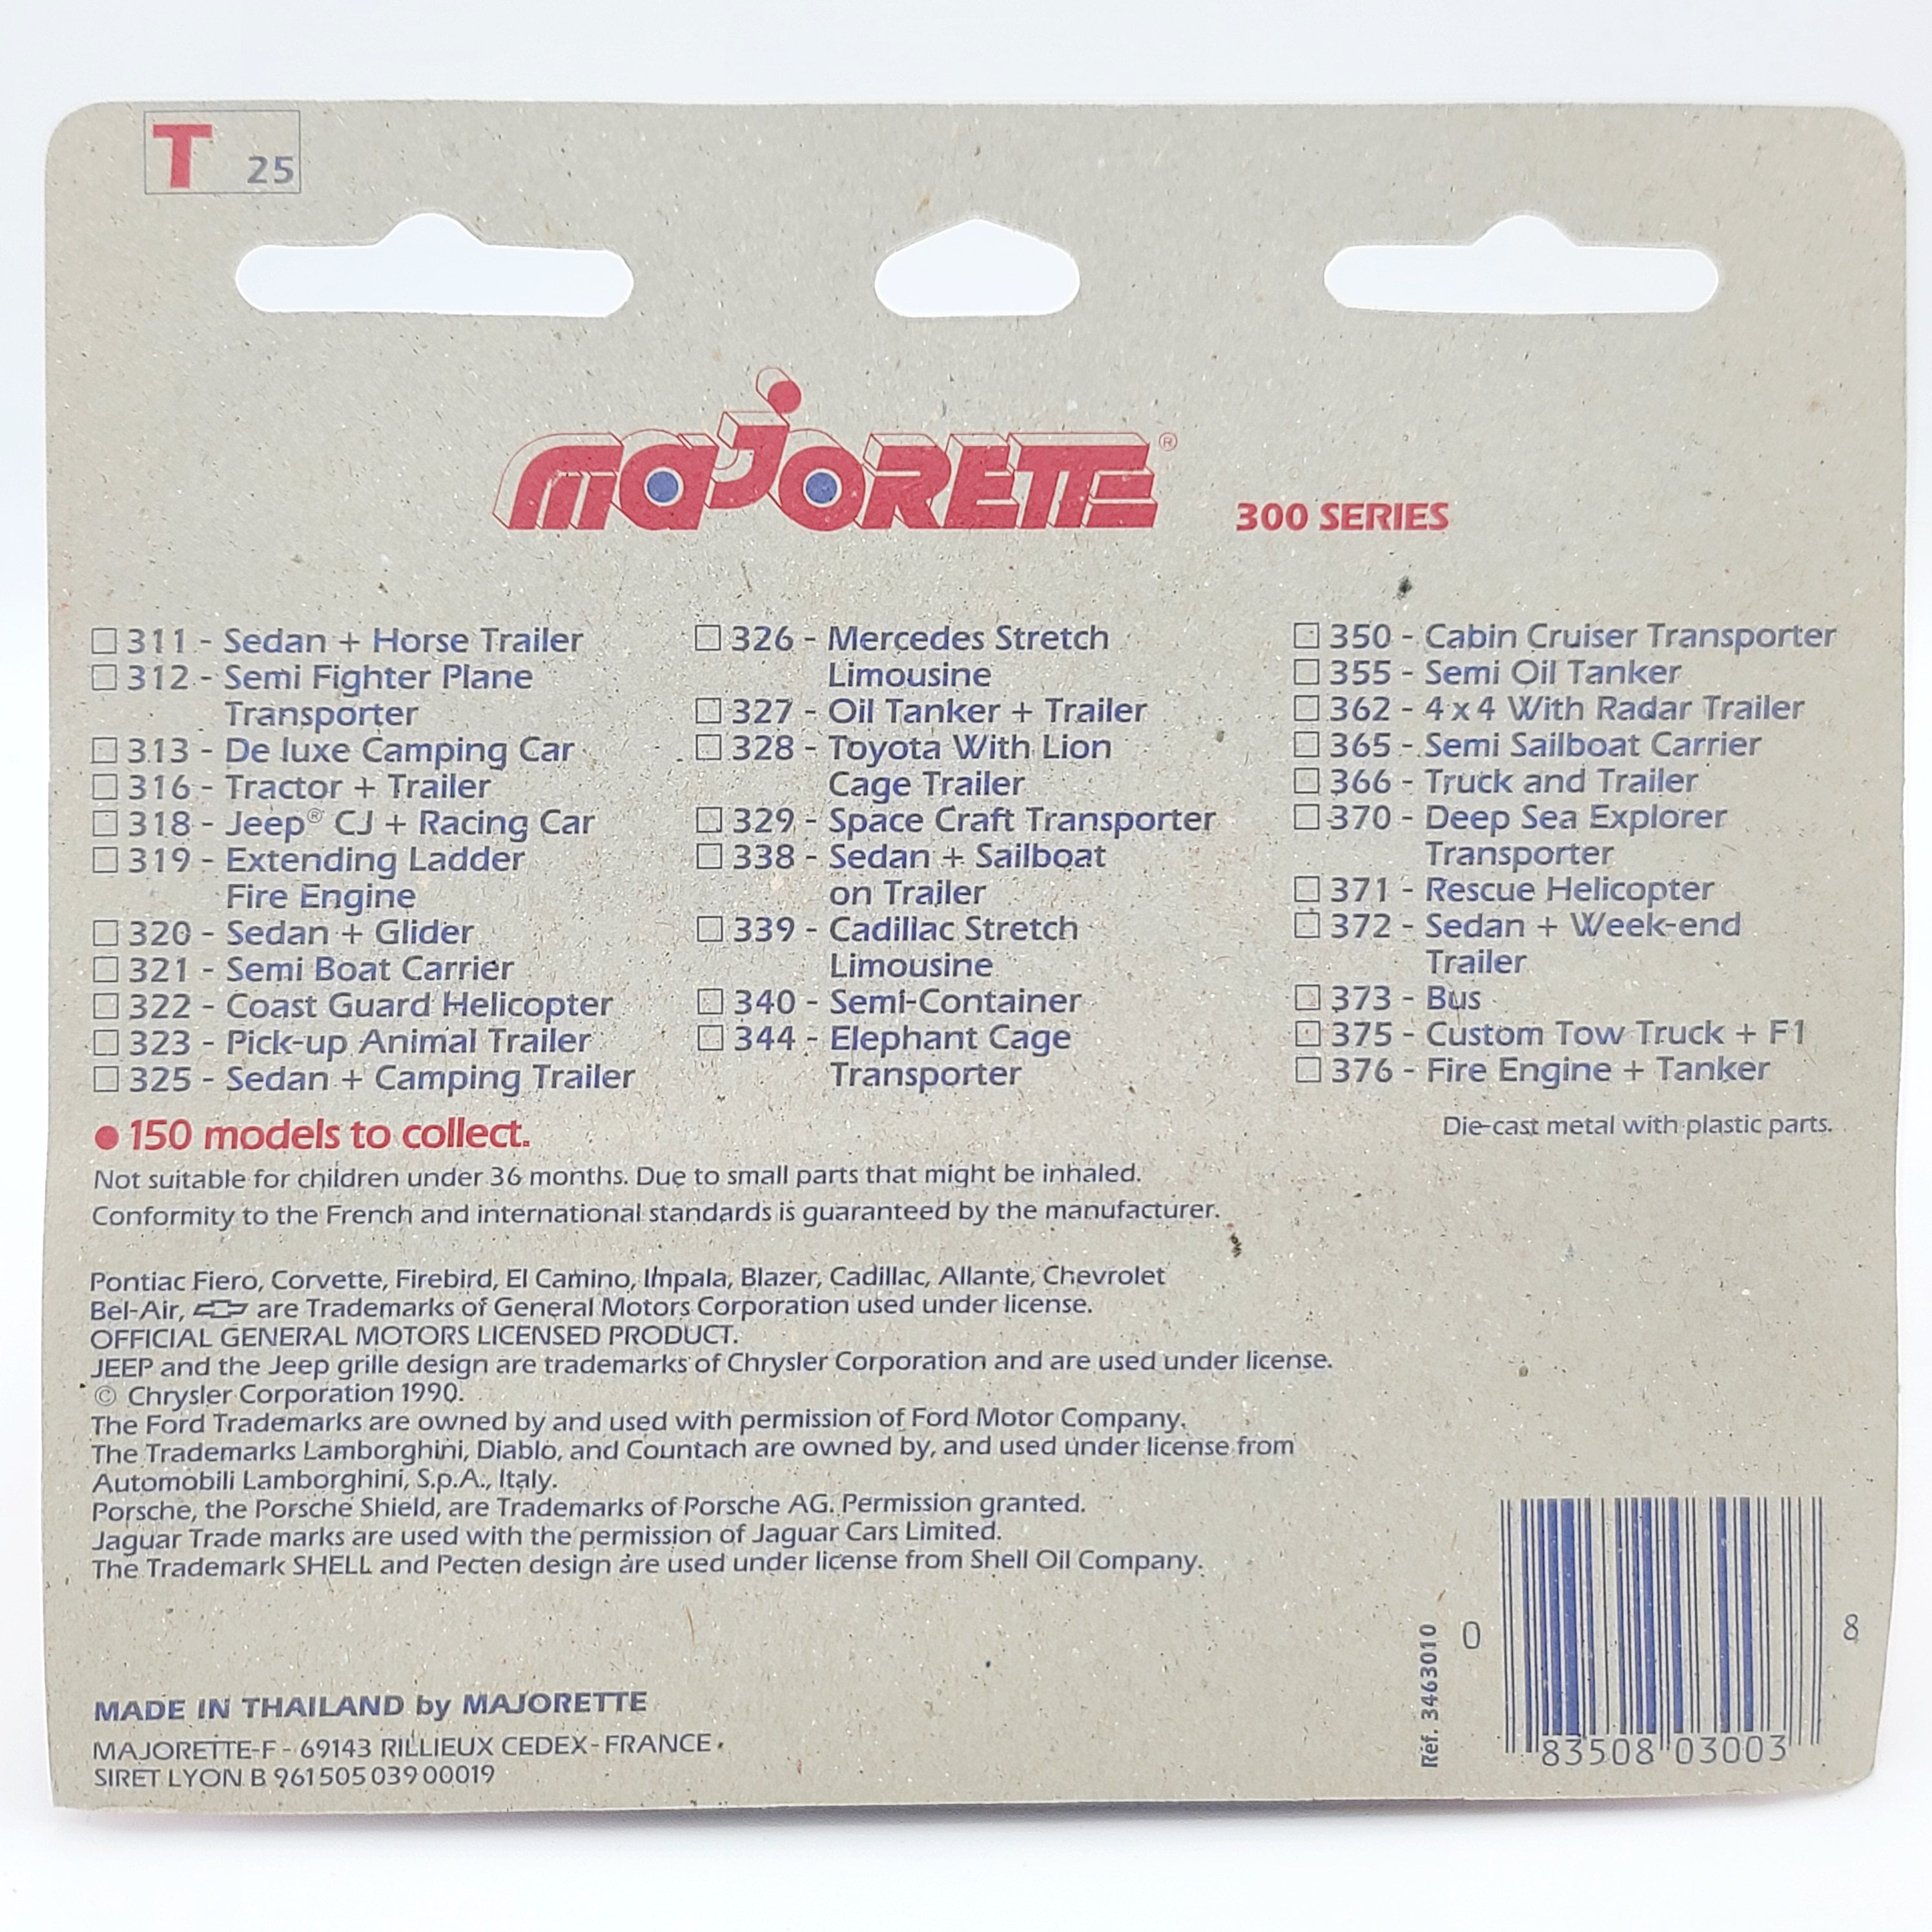 T 25
MAJORETTE® 300 SERIES
311 - Sedan + Horse Trailer
312 - Semi Fighter Plane
Transporter
313 - De luxe Camping Car
316 - Tractor + Trailer
318 - Jeep® CJ + Racing Car
319 - Extending Ladder
Fire Engine
320 - Sedan + Glider
321 - Semi Boat Carrier
322 - Coast Guard Helicopter
323 - Pick-up Animal Trailer
325 - Sedan + Camping Trailer
326 - Mercedes Stretch
Limousine
327 - Oil Tanker + Trailer
328 - Toyota With Lion
Cage Trailer
329 - Space Craft Transporter
338 - Sedan + Sailboat
on Trailer
339 - Cadillac Stretch
Limousine
340 - Semi-Container
344 - Elephant Cage
Transporter
350 - Cabin Cruiser Transporter
355 - Semi Oil Tanker
362 - 4 x 4 With Radar Trailer
365 - Semi Sailboat Carrier
366 - Truck and Trailer
370 - Deep Sea Explorer
Transporter
371 - Rescue Helicopter
372 - Sedan + Week-end
Trailer
373 - Bus
375 - Custom Tow Truck + F1
376 - Fire Engine + Tanker
● 150 models to collect.
Die-cast metal with plastic parts.
Not suitable for children under 36 months. Due to small parts that might be inhaled.
Conformity to the French and international standards is guaranteed by the manufacturer.
Pontiac Fiero, Corvette, Firebird, El Camino, Impala, Blazer, Cadillac, Allante, Chevrolet
Bel-Air, are Trademarks of General Motors Corporation used under license.
OFFICIAL GENERAL MOTORS LICENSED PRODUCT.
JEEP and the Jeep grille design are trademarks of Chrysler Corporation and are used under license.
© Chrysler Corporation 1990.
The Ford Trademarks are owned by and used with permission of Ford Motor Company.
The Trademarks Lamborghini, Diablo, and Countach are owned by, and used under license from
Automobili Lamborghini, S.p.A., Italy.
Porsche, the Porsche Shield, are Trademarks of Porsche AG. Permission granted.
Jaguar Trade marks are used with the permission of Jaguar Cars Limited.
The Trademark SHELL and Pecten design are used under license from Shell Oil Company.
MADE IN THAILAND by MAJORETTE
MAJORETTE-F - 69143 RILLIEUX CEDEX - FRANCE
SIRET LYON B 961 505 039 00019
Réf. 3463010
0 83508 03003 8